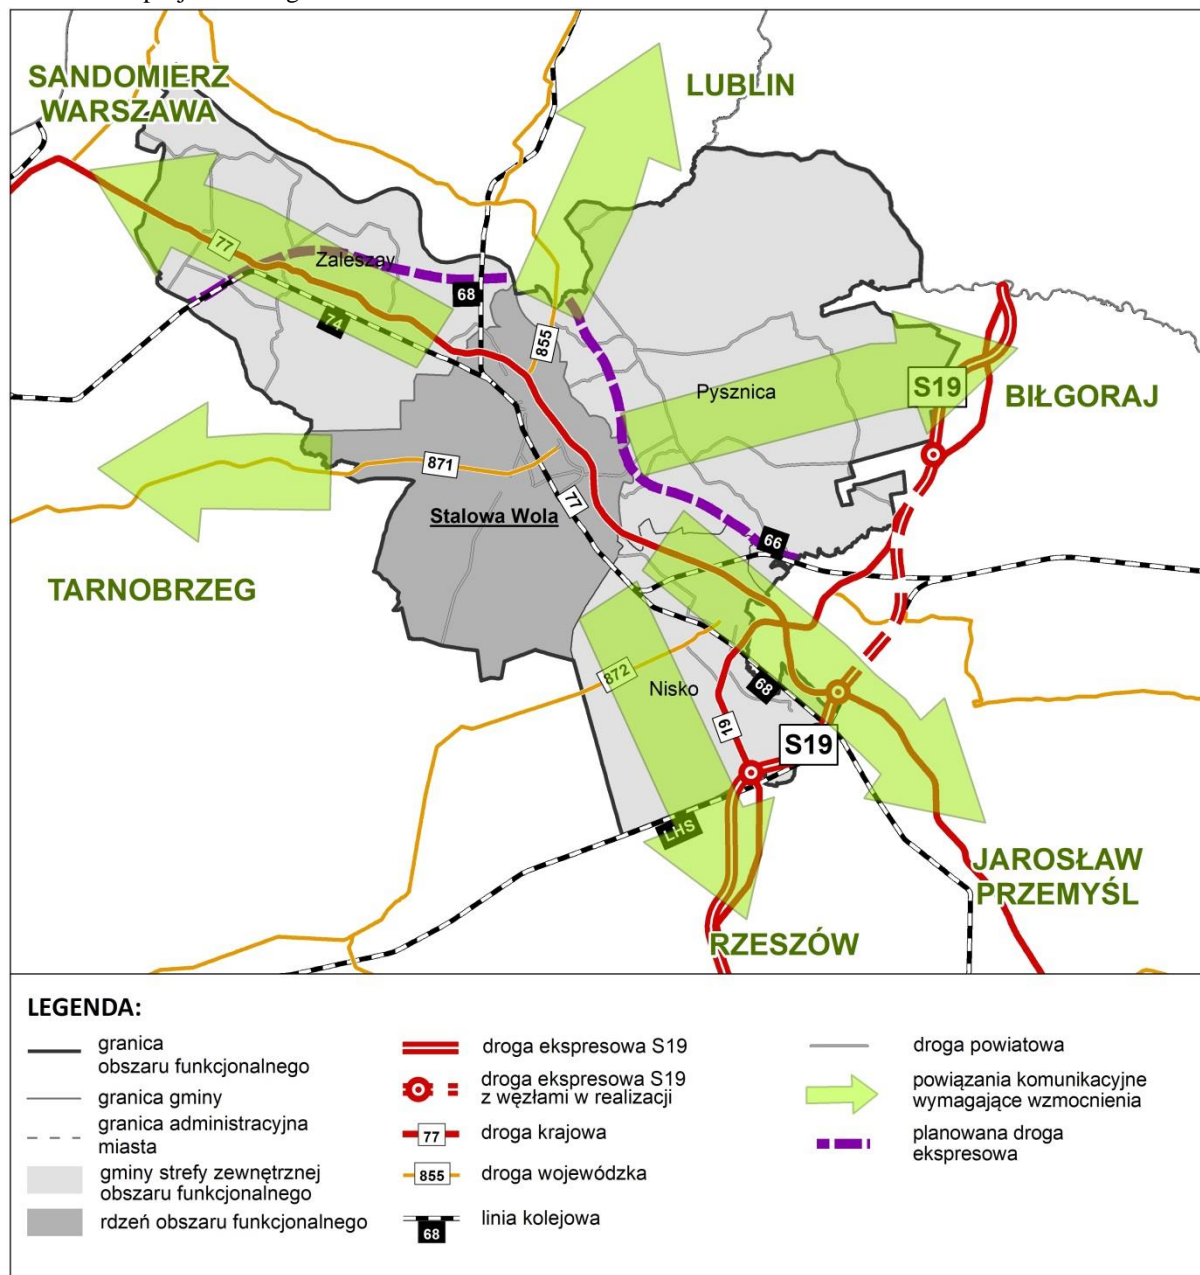 SANDOMIERZ
WARSZAWA
LUBLIN
77
Zaleszay
68
74
855
Pysznica
S19
BIŁGORAJ
871
77
Stalowa Wola
66
TARNOBRZEG
872
Nisko
68
19
S19
LHS
JAROSŁAW
PRZEMYŚL
RZESZÓW
LEGENDA:
granica
obszaru funkcjonalnego
granica gminy
granica administracyjna
miasta
gminy strefy zewnętrznej
obszaru funkcjonalnego
rdzeń obszaru funkcjonalnego
droga ekspresowa S19
droga ekspresowa S19
z węzłami w realizacji
77 droga krajowa
855 droga wojewódzka
68 linia kolejowa
droga powiatowa
powiązania komunikacyjne
wymagające wzmocnienia
planowana droga
ekspresowa